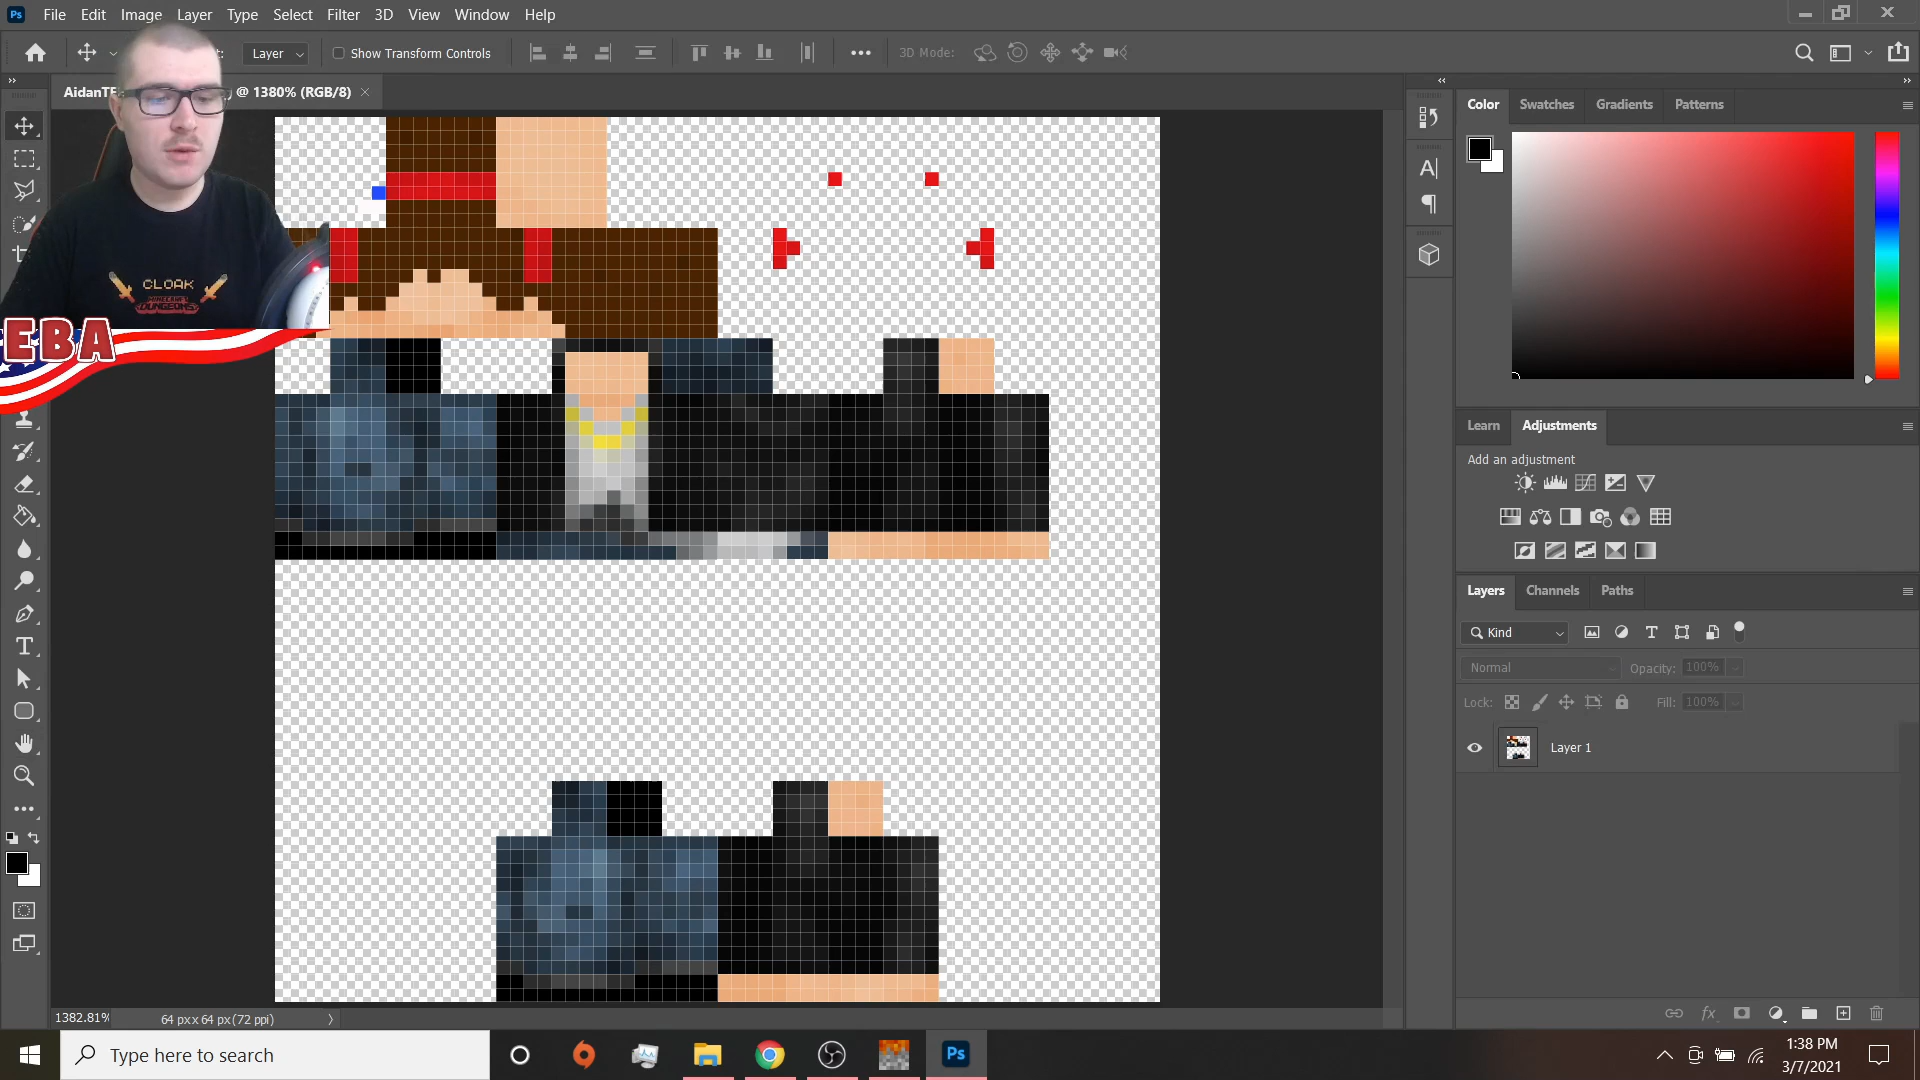 File Edit Image Layer Type Select Filter 3D View Window Help
Layer
Show Transform Controls
3D Mode:
@ 1380% (RGB/8)
Color Swatches Gradients Patterns
CLOAK
MINECRAFT
DUNGEONS
EBA
Learn Adjustments
Add an adjustment
Layers Channels Paths
Kind
Normal Opacity: 100%
Lock: Fill: 100%
Layer 1
1382.81% 64 px x 64 px (72 ppi)
Type here to search
Ps
1:38 PM
3/7/2021